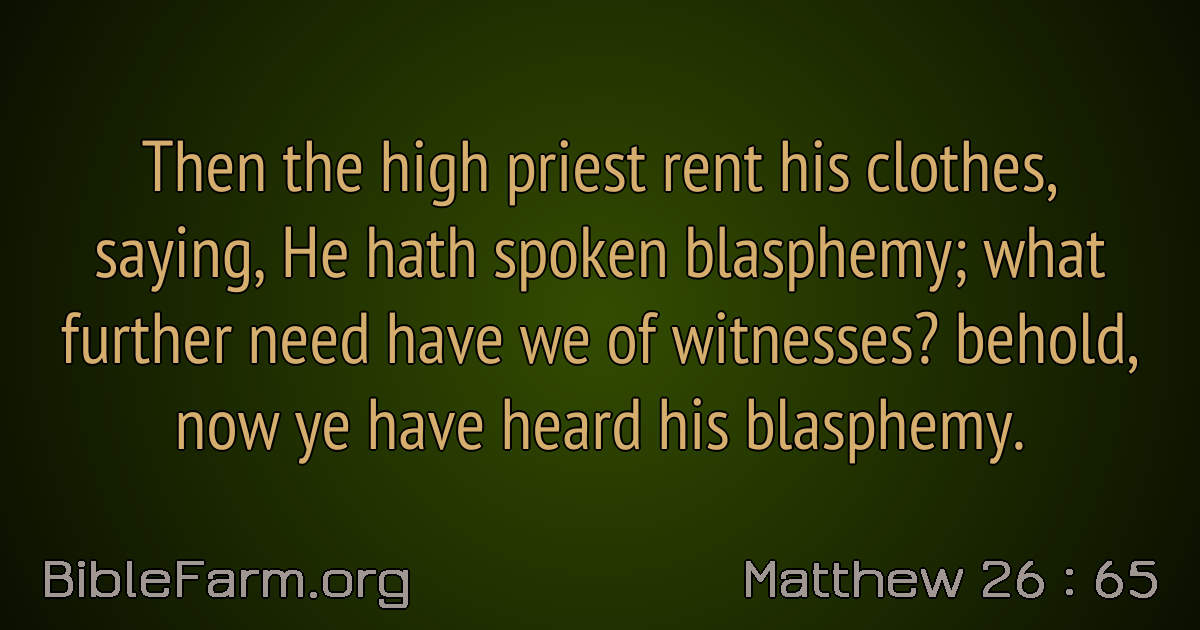 Then the high priest rent his clothes,
saying, He hath spoken blasphemy; what
further need have we of witnesses? behold,
now ye have heard his blasphemy.
BibleFarm.org
Matthew 26 : 65